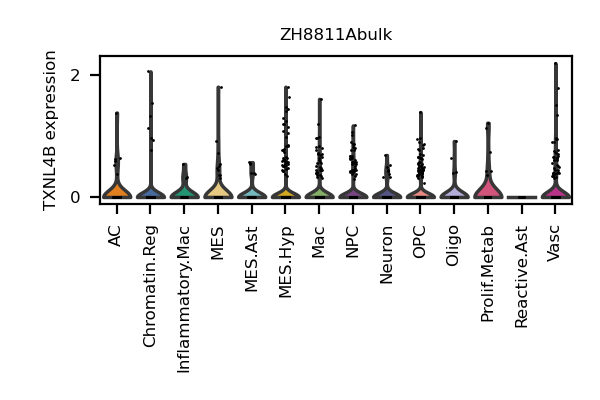 ZH8811Abulk
TXNL4B expression
2
0
AC
Chromatin.Reg
Inflammatory.Mac
MES
MES.Ast
MES.Hyp
Mac
NPC
Neuron
OPC
Oligo
Prolif.Metab
Reactive.Ast
Vasc